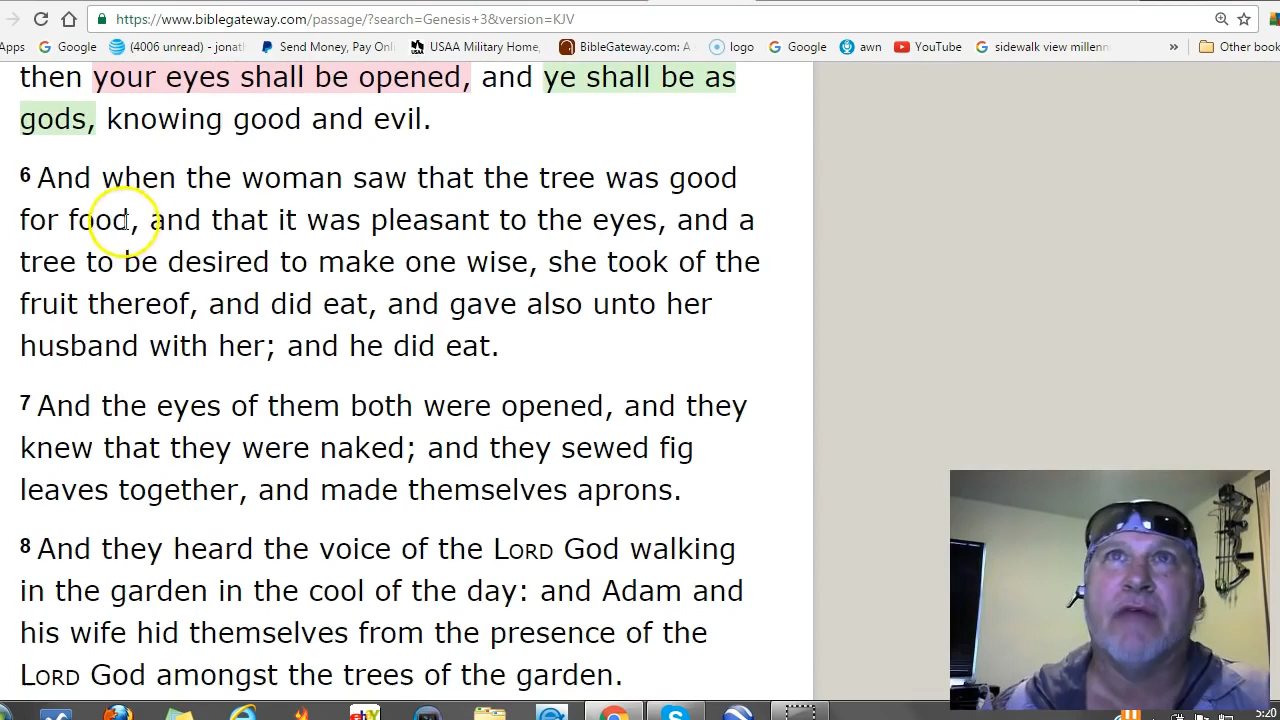 https://www.biblegateway.com/passage/?search=Genesis+3&version=KJV
Apps Google (4006 unread) - jonath Send Money, Pay Onli USAA Military Home, BibleGateway.com: A logo Google awn YouTube sidewalk view millenn » Other book
then your eyes shall be opened, and ye shall be as
gods, knowing good and evil.
6 And when the woman saw that the tree was good
for food, and that it was pleasant to the eyes, and a
tree to be desired to make one wise, she took of the
fruit thereof, and did eat, and gave also unto her
husband with her; and he did eat.
7 And the eyes of them both were opened, and they
knew that they were naked; and they sewed fig
leaves together, and made themselves aprons.
8 And they heard the voice of the LORD God walking
in the garden in the cool of the day: and Adam and
his wife hid themselves from the presence of the
LORD God amongst the trees of the garden.
ebY
5:20